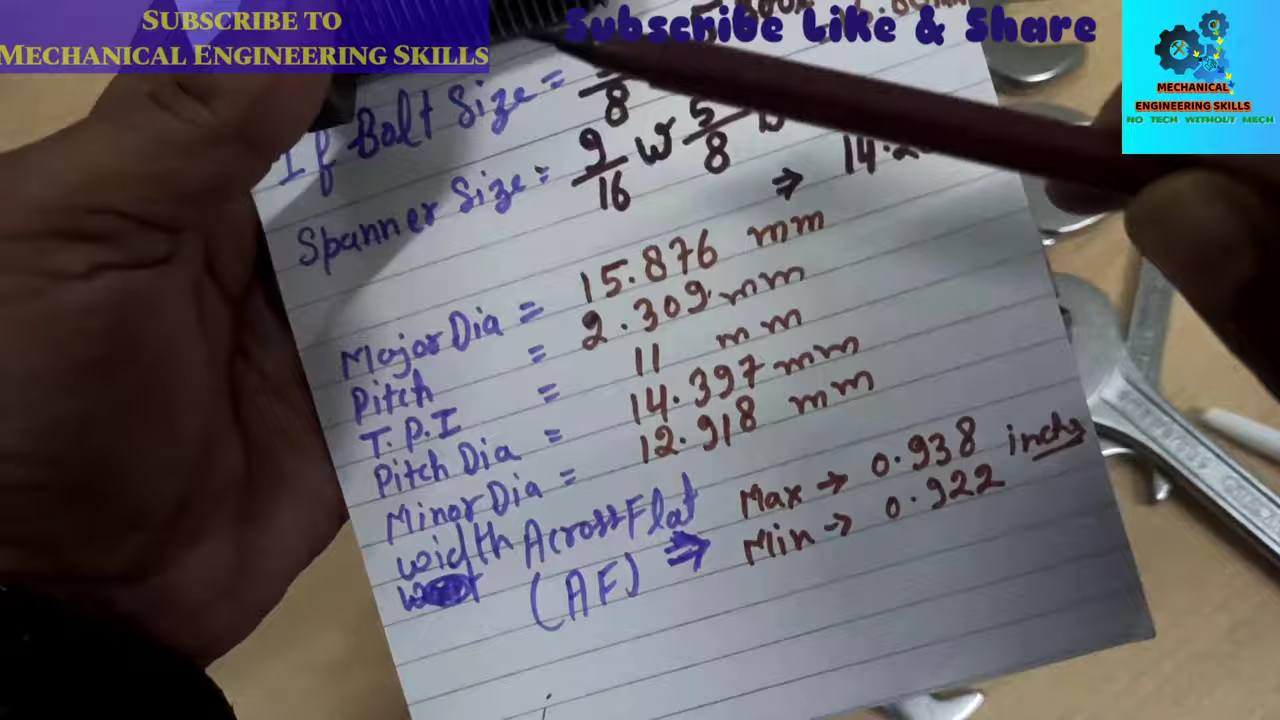 SUBSCRIBE TO
MECHANICAL ENGINEERING SKILLS
Subscribe Like & Share
MECHANICAL
ENGINEERING SKILLS
NO TECH WITHOUT MECH
If Bolt Size = 8
Spanner Size = 9/16 W 5/8
⇒ 14.2
Major Dia = 15.876 mm
Pitch = 2.309 mm
T.P.I = 11 mm
Pitch Dia = 14.397 mm
Minor Dia = 12.918 mm
Width Across Flat
(AF) ⇒ Max → 0.938 inch
Min → 0.922